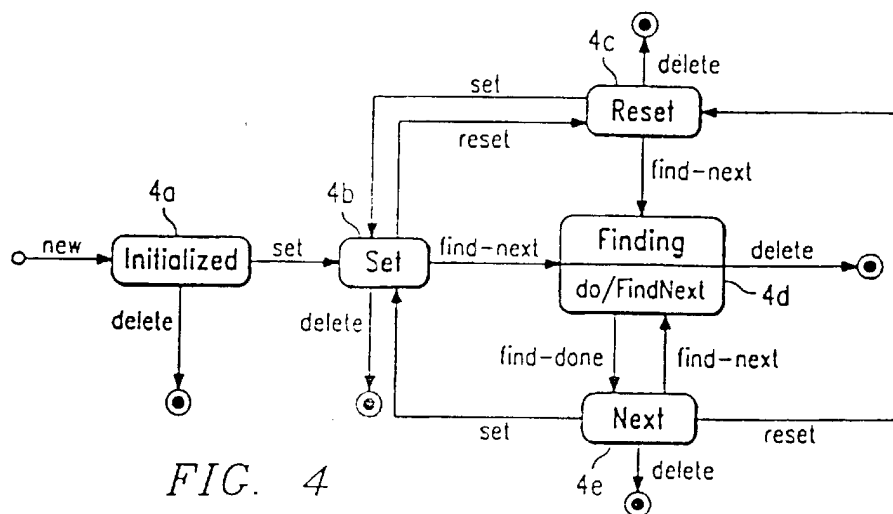 4c
delete
set
Reset
reset
find-next
4a
4b
new
Initialized
set
Set
find-next
Finding
delete
do/FindNext
4d
delete
delete
find-done
find-next
set
Next
reset
4e
delete
FIG. 4